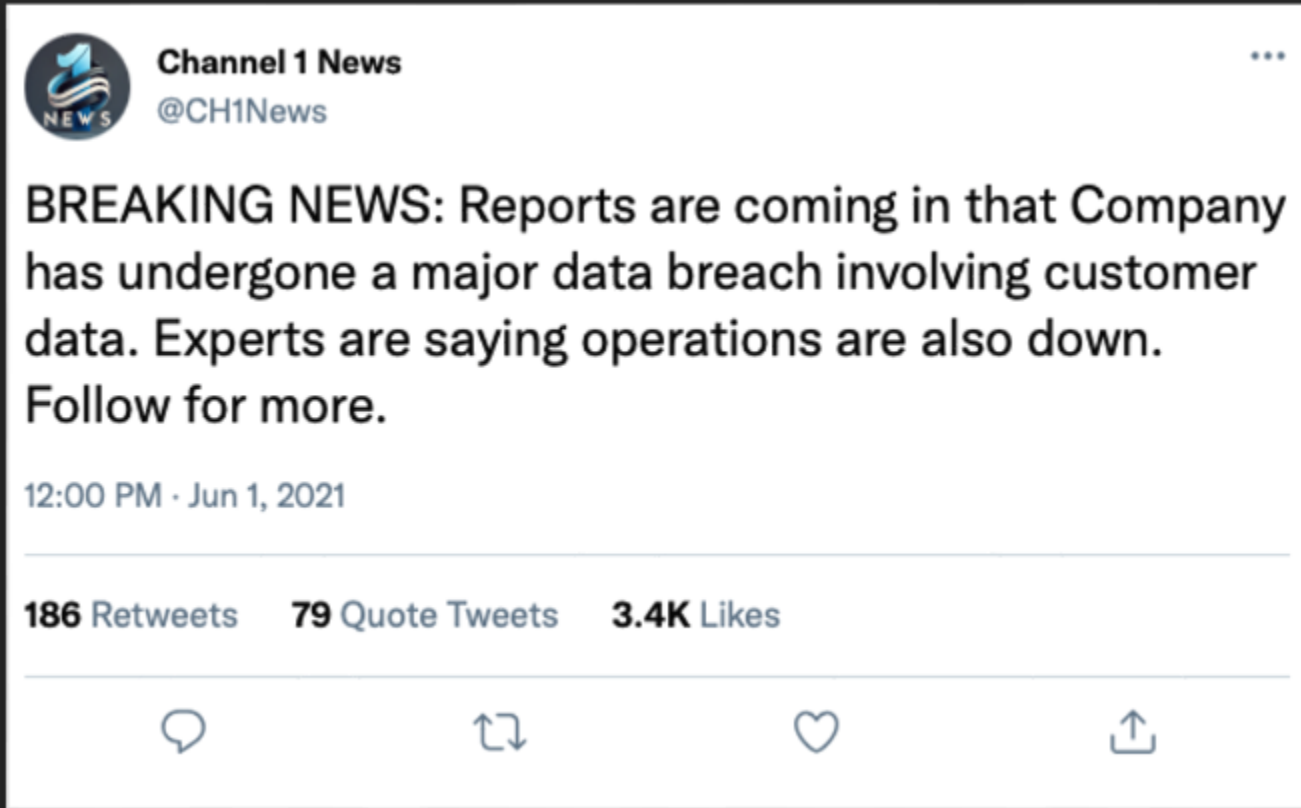 1
NEWS
Channel 1 News
@CH1News
BREAKING NEWS: Reports are coming in that Company
has undergone a major data breach involving customer
data. Experts are saying operations are also down.
Follow for more.
12:00 PM · Jun 1, 2021
186 Retweets 79 Quote Tweets 3.4K Likes